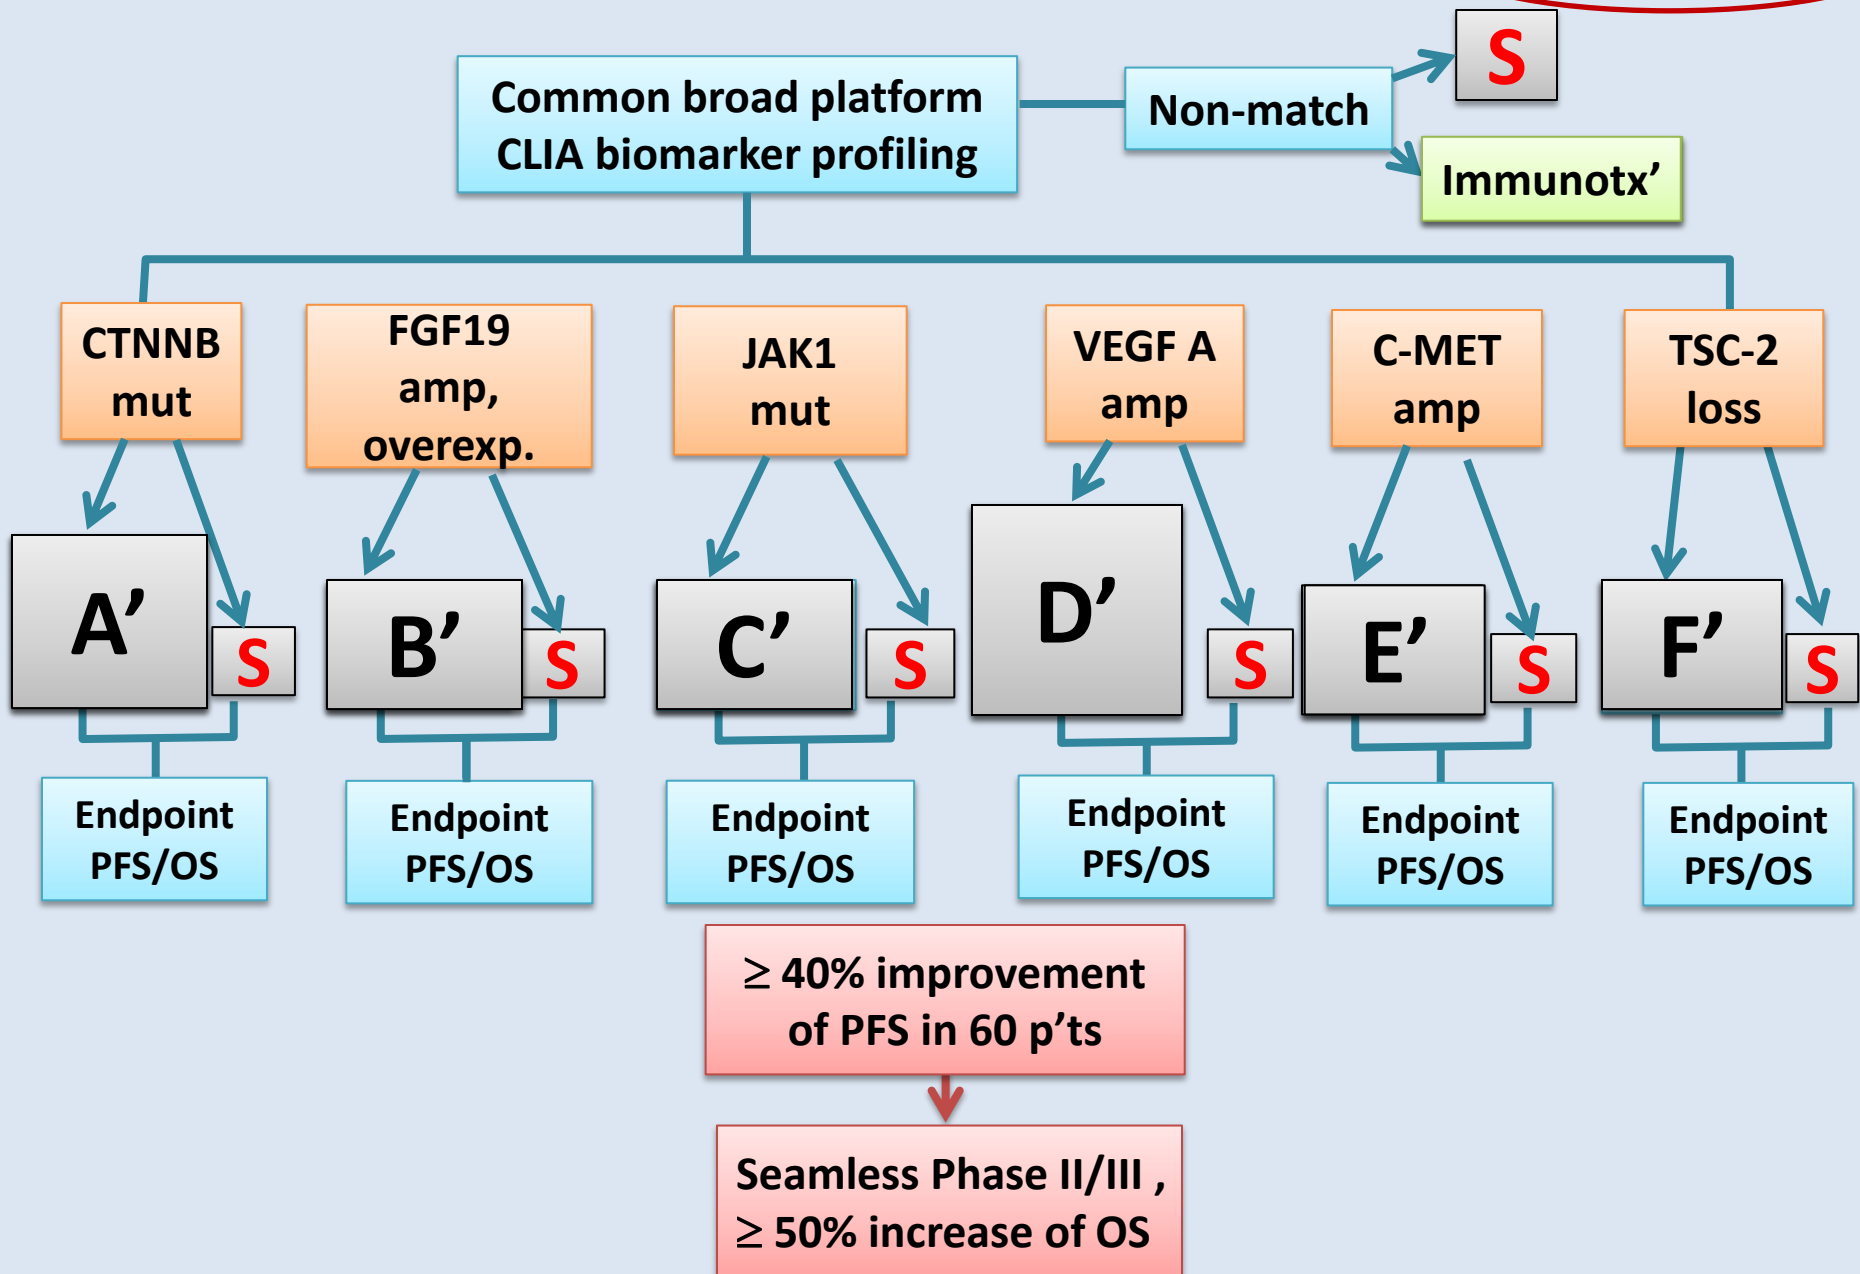 S
Common broad platform
CLIA biomarker profiling
Non-match
Immunotx’
CTNNB
mut
FGF19
amp,
overexp.
JAK1
mut
VEGF A
amp
C-MET
amp
TSC-2
loss
A’
S
B’
S
C’
S
D’
S
E’
S
F’
S
Endpoint
PFS/OS
Endpoint
PFS/OS
Endpoint
PFS/OS
Endpoint
PFS/OS
Endpoint
PFS/OS
Endpoint
PFS/OS
≥ 40% improvement
of PFS in 60 p’ts
Seamless Phase II/III ,
≥ 50% increase of OS